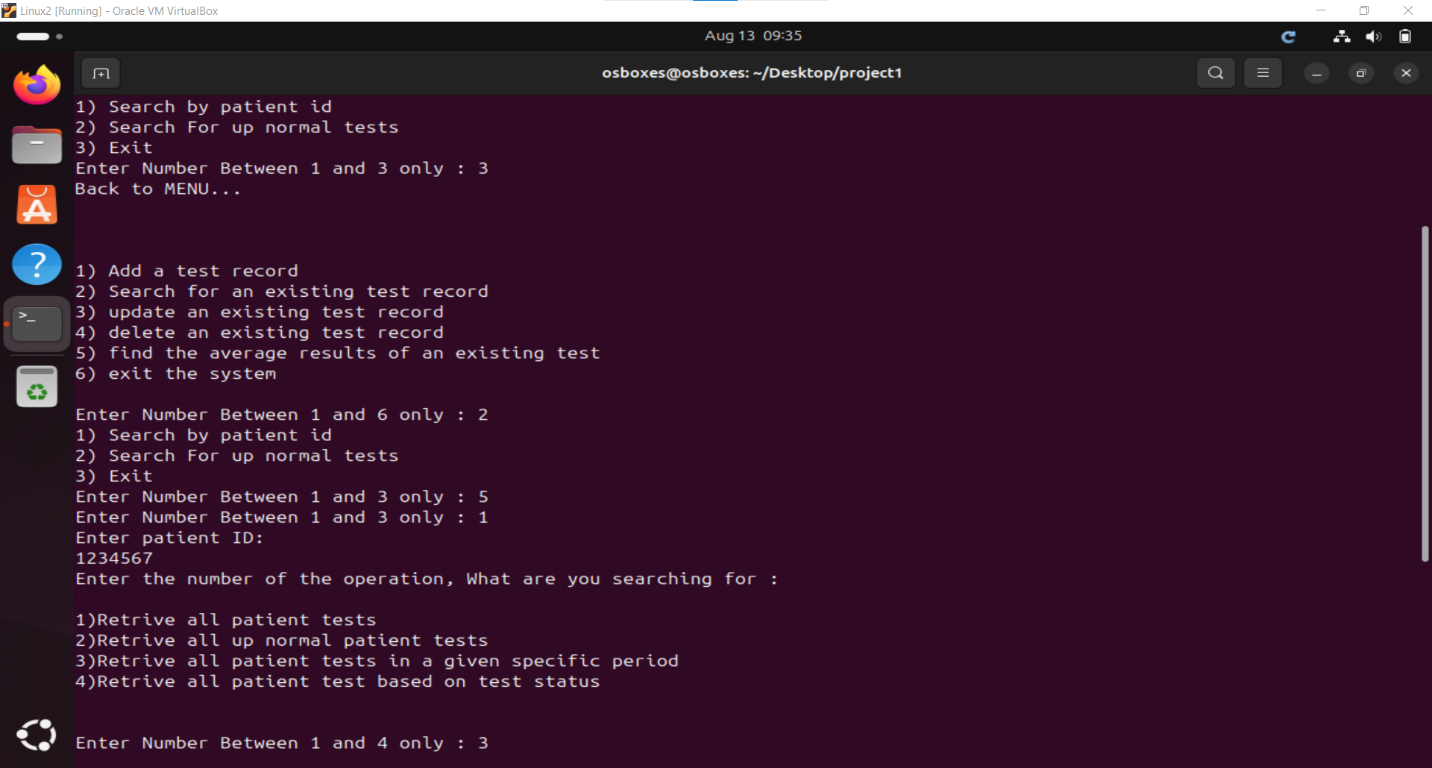 Linux2 [Running] - Oracle VM VirtualBox
Aug 13 09:35
osboxes@osboxes: ~/Desktop/project1
1) Search by patient id
2) Search For up normal tests
3) Exit
Enter Number Between 1 and 3 only : 3
Back to MENU...
1) Add a test record
2) Search for an existing test record
3) update an existing test record
4) delete an existing test record
5) find the average results of an existing test
6) exit the system
Enter Number Between 1 and 6 only : 2
1) Search by patient id
2) Search For up normal tests
3) Exit
Enter Number Between 1 and 3 only : 5
Enter Number Between 1 and 3 only : 1
Enter patient ID:
1234567
Enter the number of the operation, What are you searching for :
1)Retrive all patient tests
2)Retrive all up normal patient tests
3)Retrive all patient tests in a given specific period
4)Retrive all patient test based on test status
Enter Number Between 1 and 4 only : 3